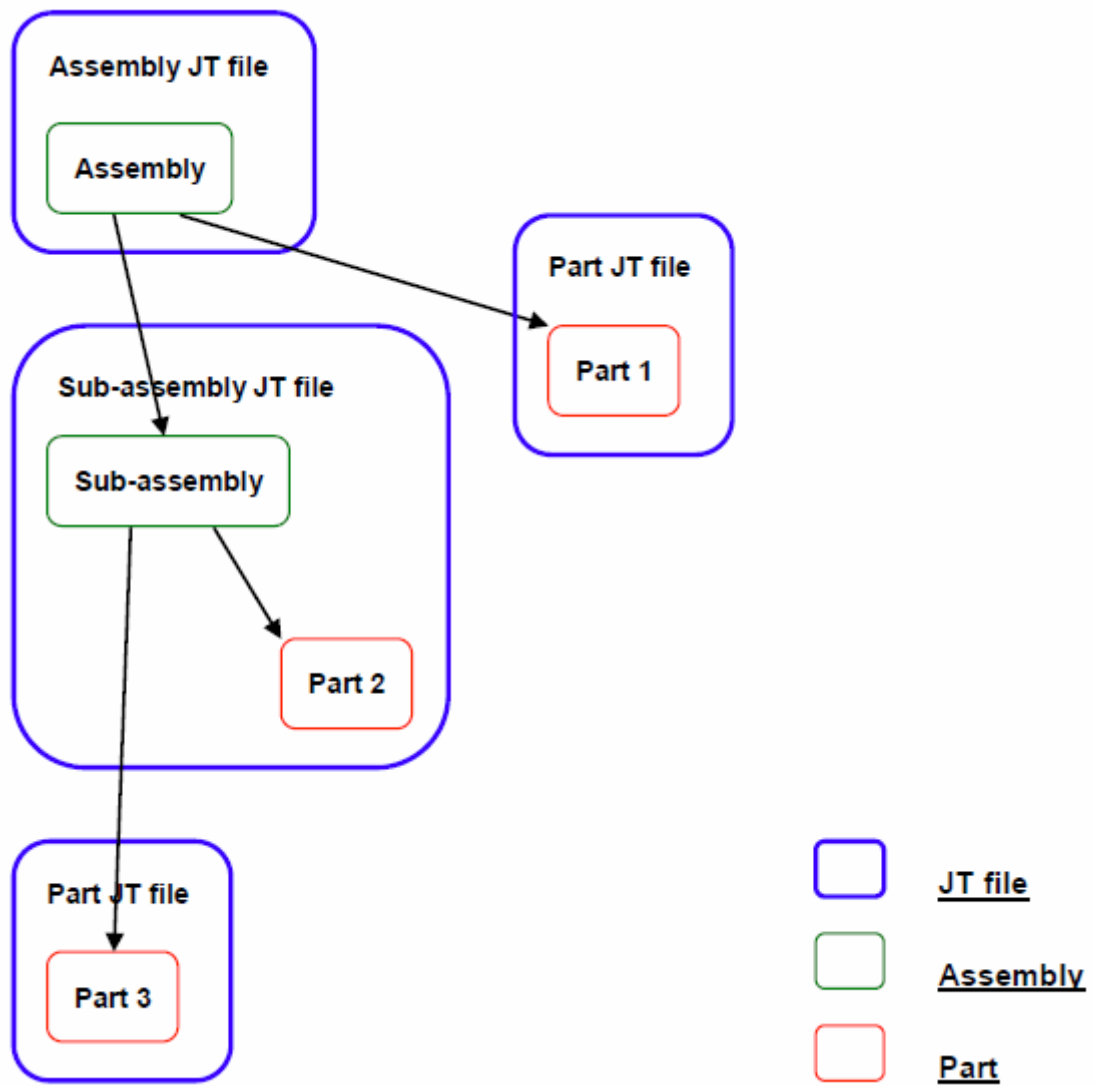 Assembly JT file
Assembly
Part JT file
Part 1
Sub-assembly JT file
Sub-assembly
Part 2
Part JT file
Part 3
JT file
Assembly
Part